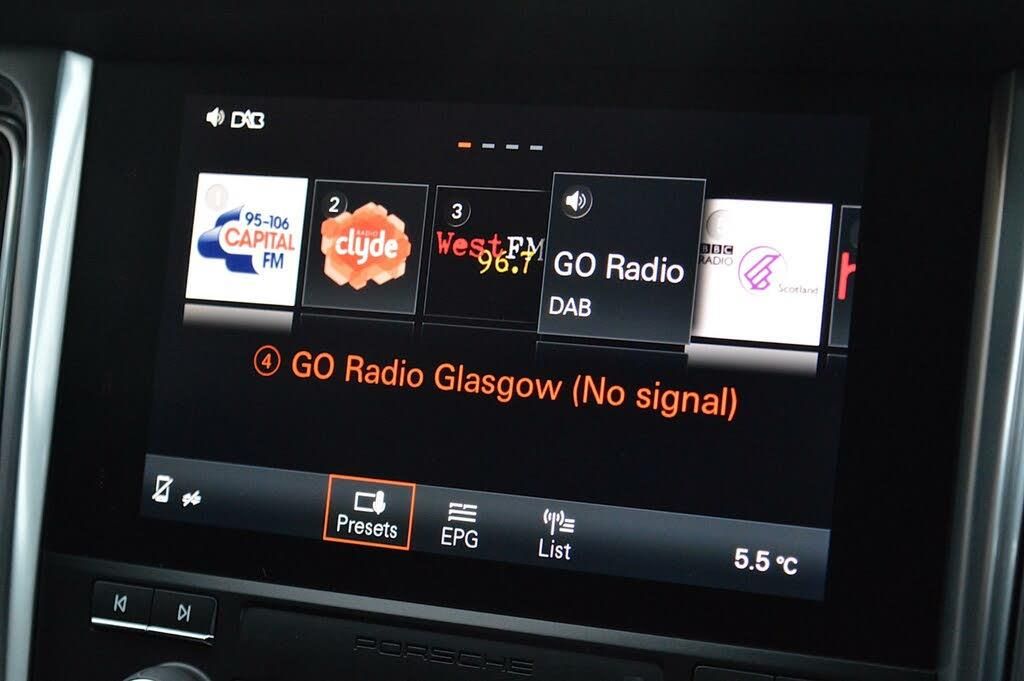 DAB
1
95-106
CAPITAL
FM
2
RADIO
clyde
3
West FM
96.7
GO Radio
DAB
BBC
RADIO
Scotland
4 GO Radio Glasgow (No signal)
Presets
EPG
List
5.5 °C
PORSCHE